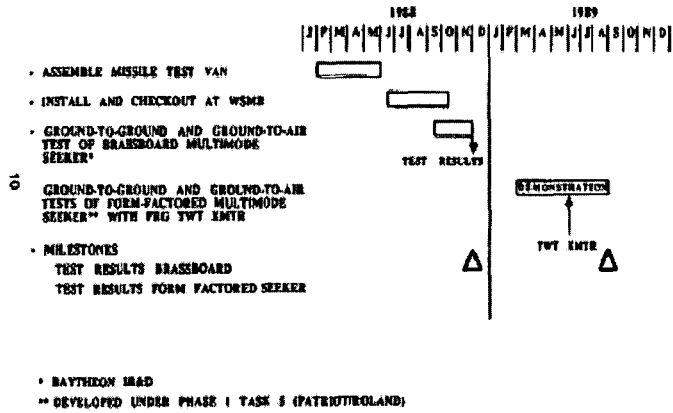 1988 1989
J F M A M J J A S O N D J F M A M J J A S O N D
• ASSEMBLE MISSILE TEST VAN
• INSTALL AND CHECKOUT AT WSMR
• GROUND-TO-GROUND AND GROUND-TO-AIR
TEST OF BRASSBOARD MULTIMODE
SEEKER*
TEST RESULTS
10
GROUND-TO-GROUND AND GROUND-TO-AIR
TESTS OF FORM-FACTORED MULTIMODE
SEEKER** WITH FRG TWT XMTR
DEMONSTRATION
TWT XMTR
• MILESTONES
TEST RESULTS BRASSBOARD
TEST RESULTS FORM FACTORED SEEKER
* RAYTHEON IR&D
** DEVELOPED UNDER PHASE I TASK 5 (PATRIOT/ROLAND)